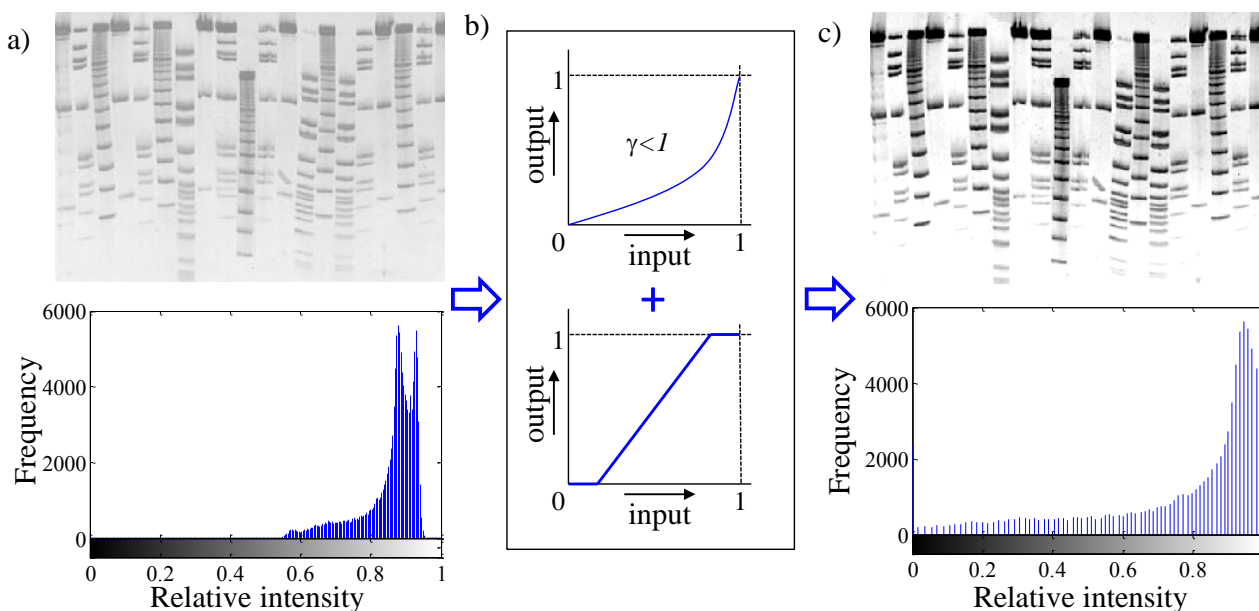 a)
6000
4000
2000
0
Frequency
0 0.2 0.4 0.6 0.8 1
Relative intensity
b)
1
output
γ<1
0
input
1
+
1
output
0
input
1
c)
6000
4000
2000
0
Frequency
0 0.2 0.4 0.6 0.8
Relative intensity